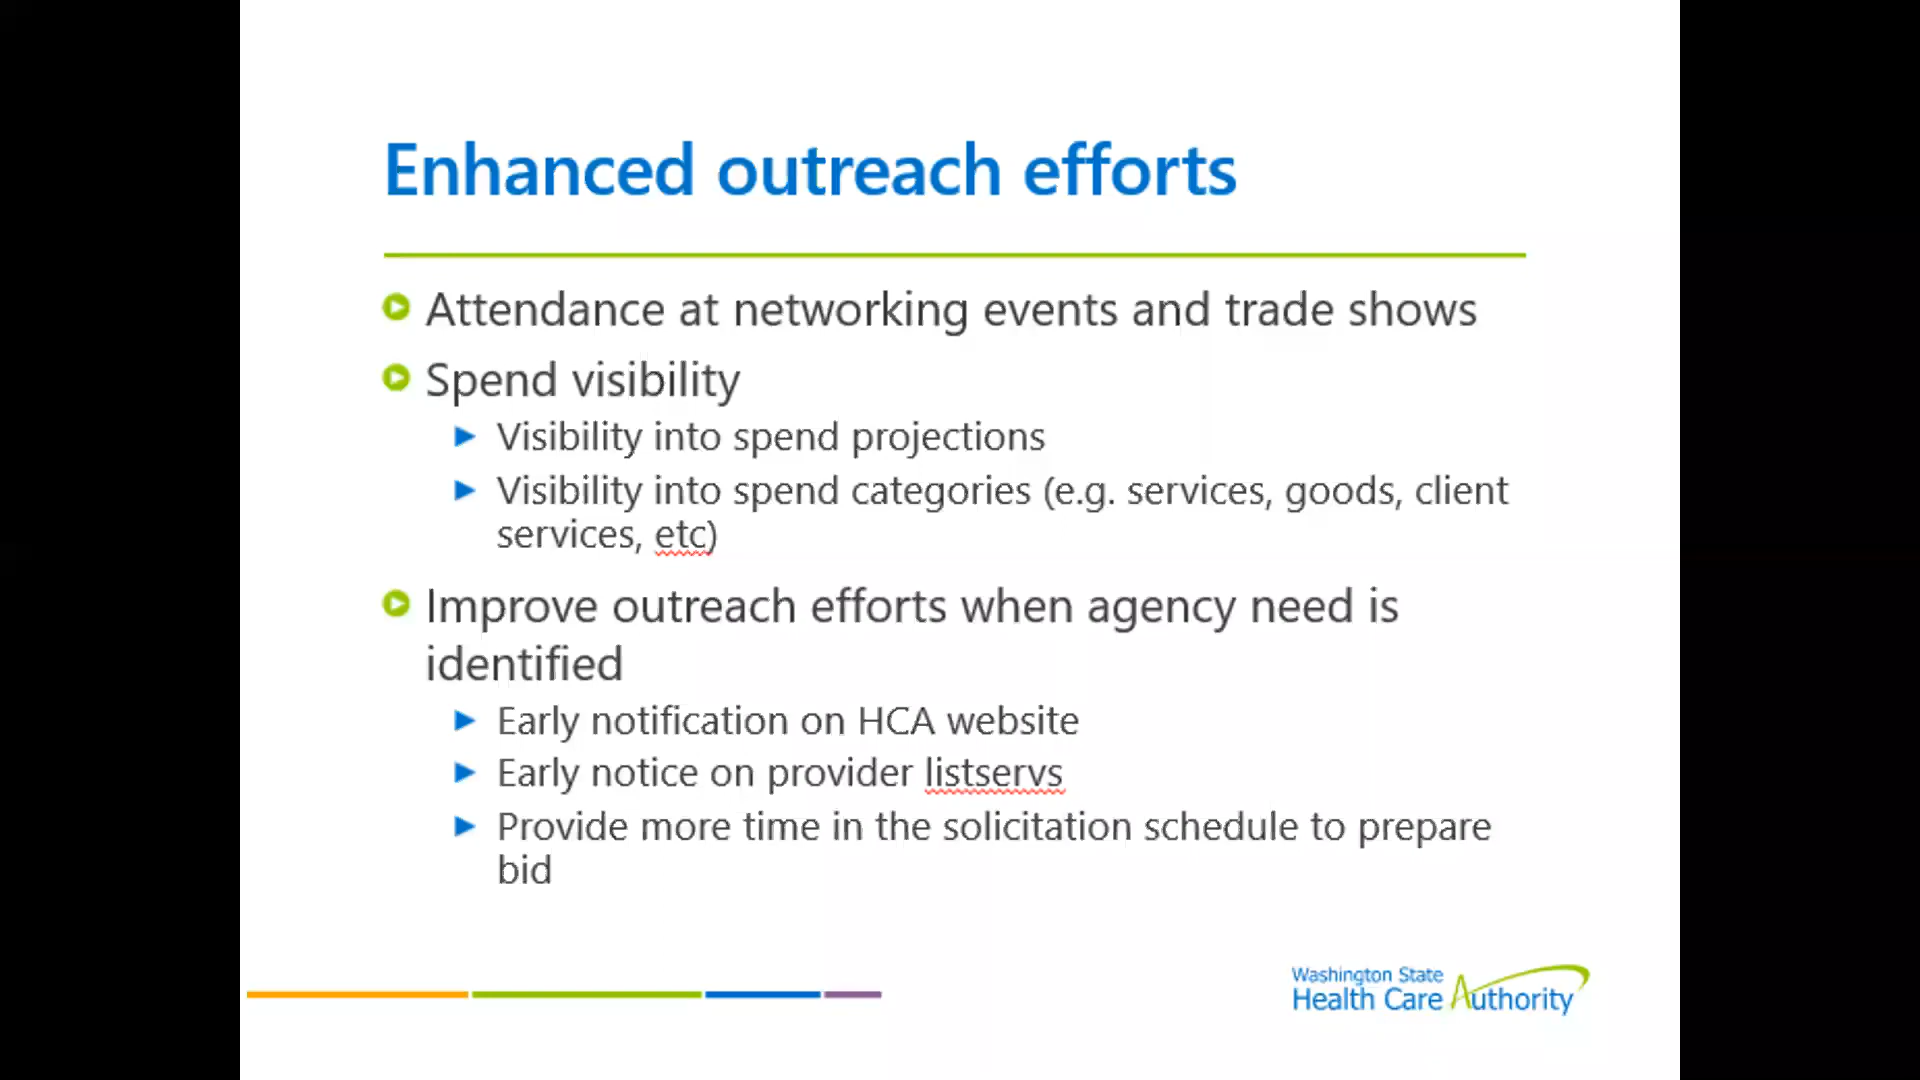 Enhanced outreach efforts
Attendance at networking events and trade shows
Spend visibility
Visibility into spend projections
Visibility into spend categories (e.g. services, goods, client
services, etc)
Improve outreach efforts when agency need is
identified
Early notification on HCA website
Early notice on provider listservs
Provide more time in the solicitation schedule to prepare
bid
Washington State
Health Care Authority